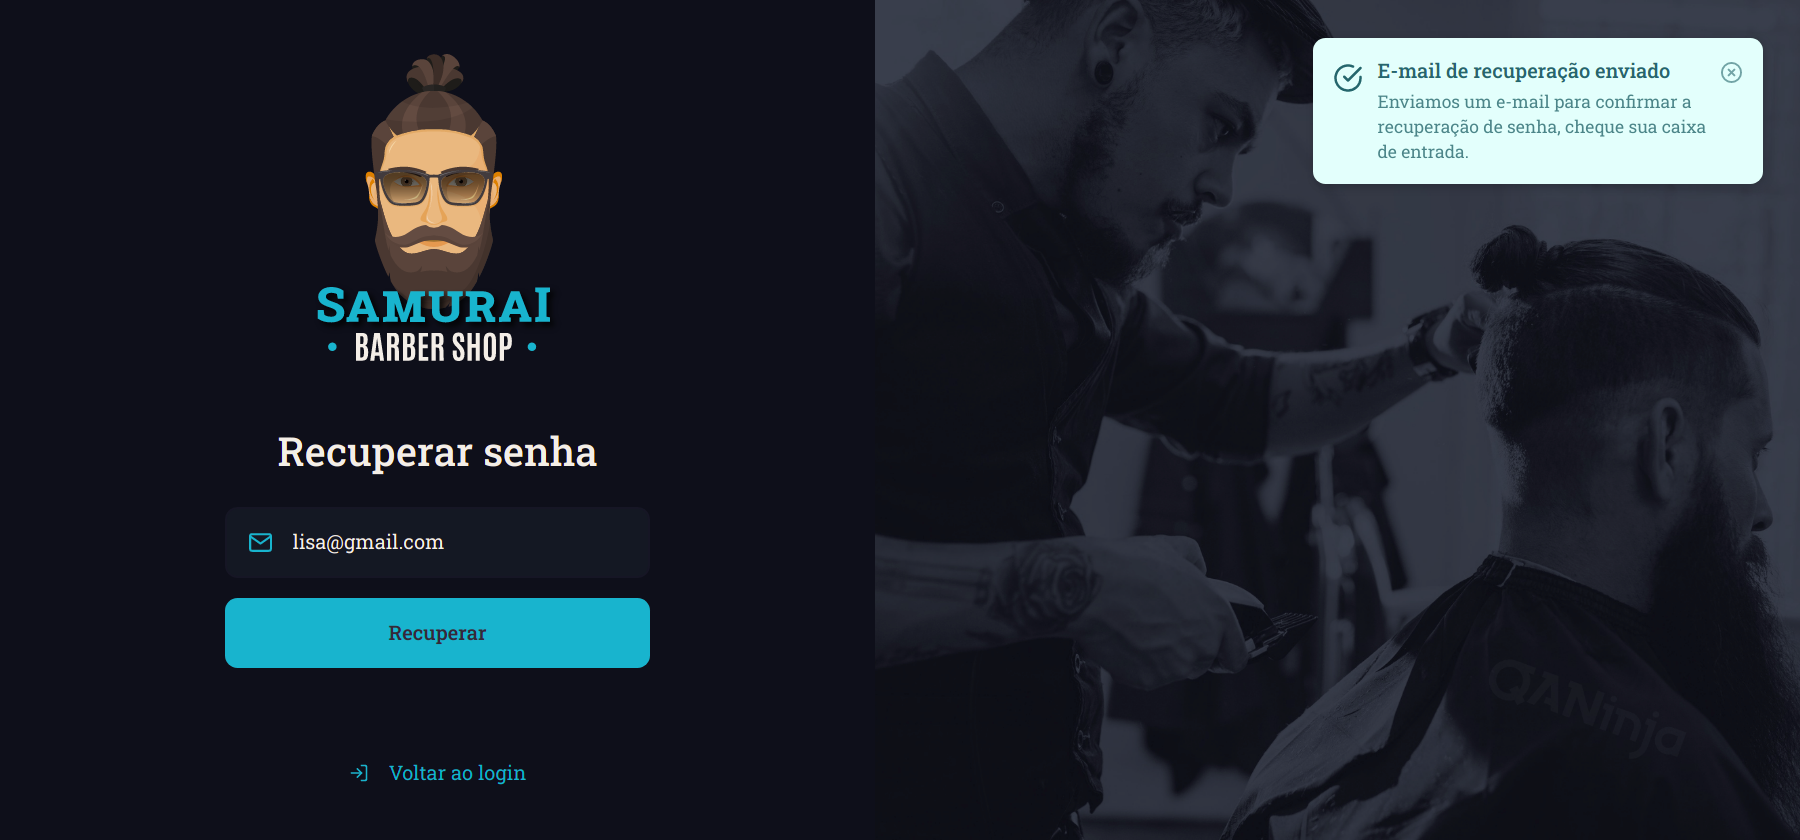 SAMURAI
• BARBER SHOP •
Recuperar senha
lisa@gmail.com
Recuperar
Voltar ao login
E-mail de recuperação enviado
Enviamos um e-mail para confirmar a
recuperação de senha, cheque sua caixa
de entrada.
QANinja